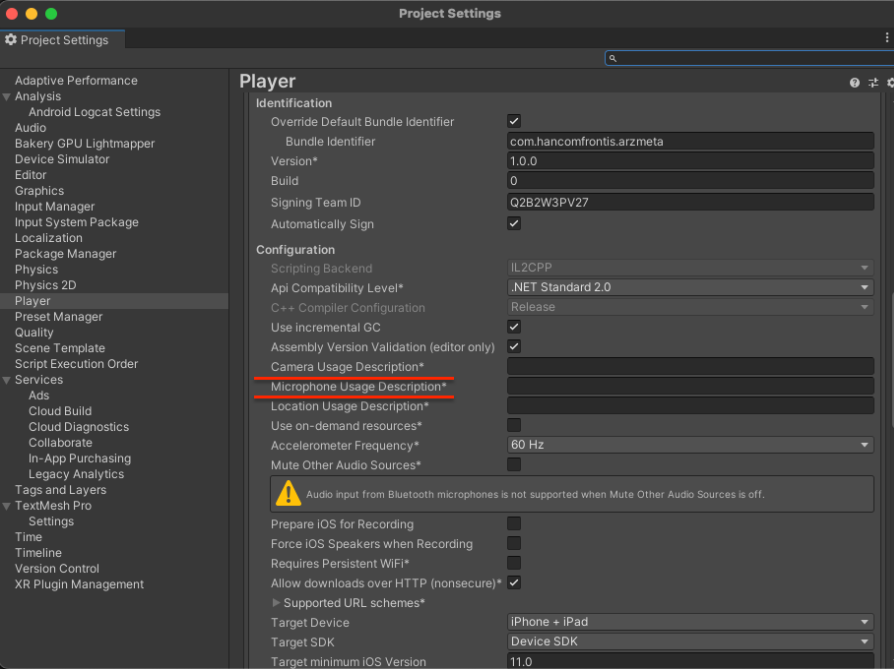 Project Settings
Project Settings
Adaptive Performance
Analysis
Android Logcat Settings
Audio
Bakery GPU Lightmapper
Device Simulator
Editor
Graphics
Input Manager
Input System Package
Localization
Package Manager
Physics
Physics 2D
Player
Preset Manager
Quality
Scene Template
Script Execution Order
Services
Ads
Cloud Build
Cloud Diagnostics
Collaborate
In-App Purchasing
Legacy Analytics
Tags and Layers
TextMesh Pro
Settings
Time
Timeline
Version Control
XR Plugin Management
Player
Identification
Override Default Bundle Identifier
Bundle Identifier com.hancomfrontis.arzmeta
Version* 1.0.0
Build 0
Signing Team ID Q2B2W3PV27
Automatically Sign
Configuration
Scripting Backend IL2CPP
Api Compatibility Level* .NET Standard 2.0
C++ Compiler Configuration Release
Use incremental GC
Assembly Version Validation (editor only)
Camera Usage Description*
Microphone Usage Description*
Location Usage Description*
Use on-demand resources*
Accelerometer Frequency* 60 Hz
Mute Other Audio Sources*
Audio input from Bluetooth microphones is not supported when Mute Other Audio Sources is off.
Prepare iOS for Recording
Force iOS Speakers when Recording
Requires Persistent WiFi*
Allow downloads over HTTP (nonsecure)*
Supported URL schemes*
Target Device iPhone + iPad
Target SDK Device SDK
Target minimum iOS Version 11.0